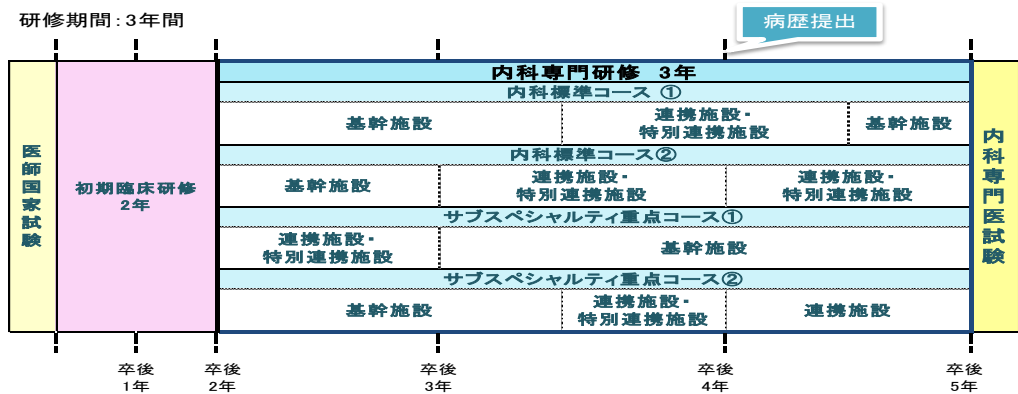 研修期間：3年間
病歴提出
医師国家試験
初期臨床研修
2年
内科専門研修 3年
内科標準コース ①
基幹施設
連携施設・
特別連携施設
基幹施設
内科標準コース②
基幹施設
連携施設・
特別連携施設
連携施設・
特別連携施設
サブスペシャルティ重点コース①
連携施設・
特別連携施設
基幹施設
サブスペシャルティ重点コース②
基幹施設
連携施設・
特別連携施設
連携施設
内科専門医試験
卒後
1年
卒後
2年
卒後
3年
卒後
4年
卒後
5年